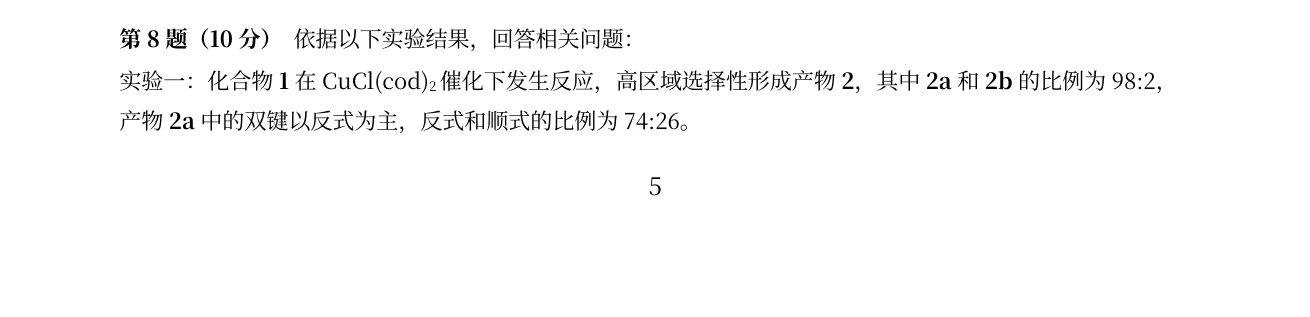 第 8 题（10 分） 依据以下实验结果，回答相关问题：
实验一：化合物 1 在 CuCl(cod)₂ 催化下发生反应，高区域选择性形成产物 2，其中 2a 和 2b 的比例为 98:2，
产物 2a 中的双键以反式为主，反式和顺式的比例为 74:26。
5